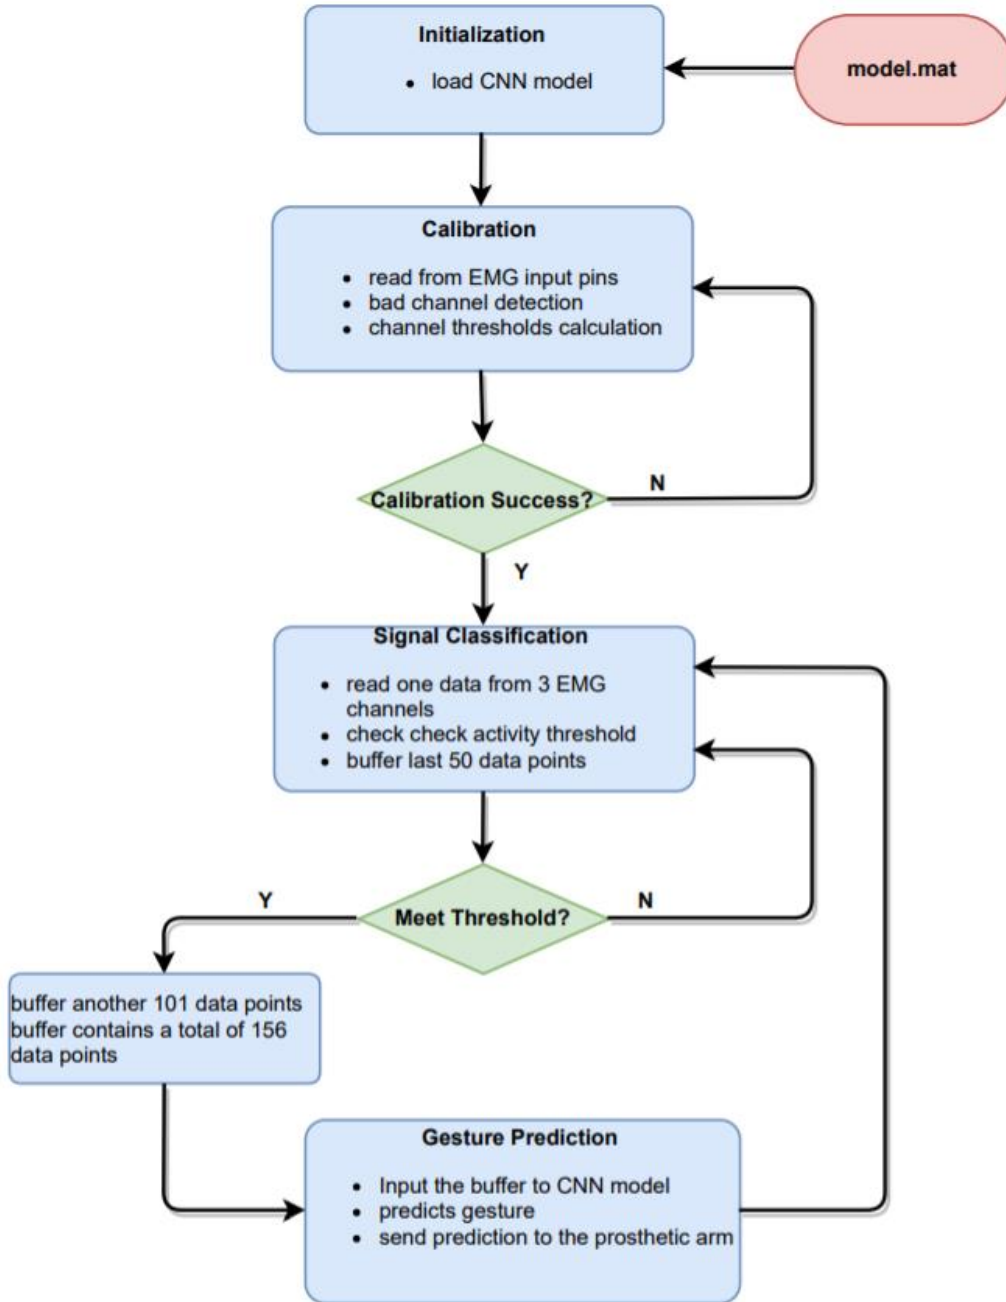 Initialization
• load CNN model
model.mat
Calibration
• read from EMG input pins
• bad channel detection
• channel thresholds calculation
Calibration Success?
N
Y
Signal Classification
• read one data from 3 EMG
channels
• check check activity threshold
• buffer last 50 data points
Meet Threshold?
Y
N
buffer another 101 data points
buffer contains a total of 156
data points
Gesture Prediction
• Input the buffer to CNN model
• predicts gesture
• send prediction to the prosthetic arm